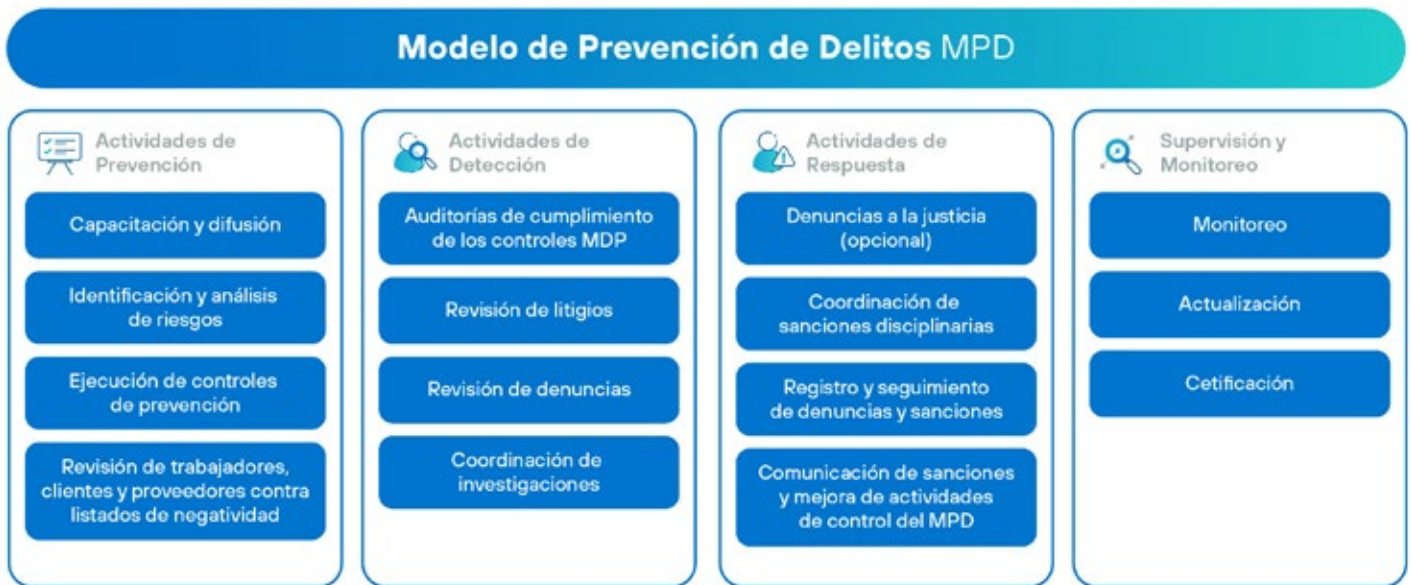 Modelo de Prevención de Delitos MPD
Actividades de
Prevención
Capacitación y difusión
Identificación y análisis
de riesgos
Ejecución de controles
de prevención
Revisión de trabajadores,
clientes y proveedores contra
listados de negatividad
Actividades de
Detección
Auditorías de cumplimiento
de los controles MDP
Revisión de litigios
Revisión de denuncias
Coordinación de
investigaciones
Actividades de
Respuesta
Denuncias a la justicia
(opcional)
Coordinación de
sanciones disciplinarias
Registro y seguimiento
de denuncias y sanciones
Comunicación de sanciones
y mejora de actividades
de control del MPD
Supervisión y
Monitoreo
Monitoreo
Actualización
Cetificación